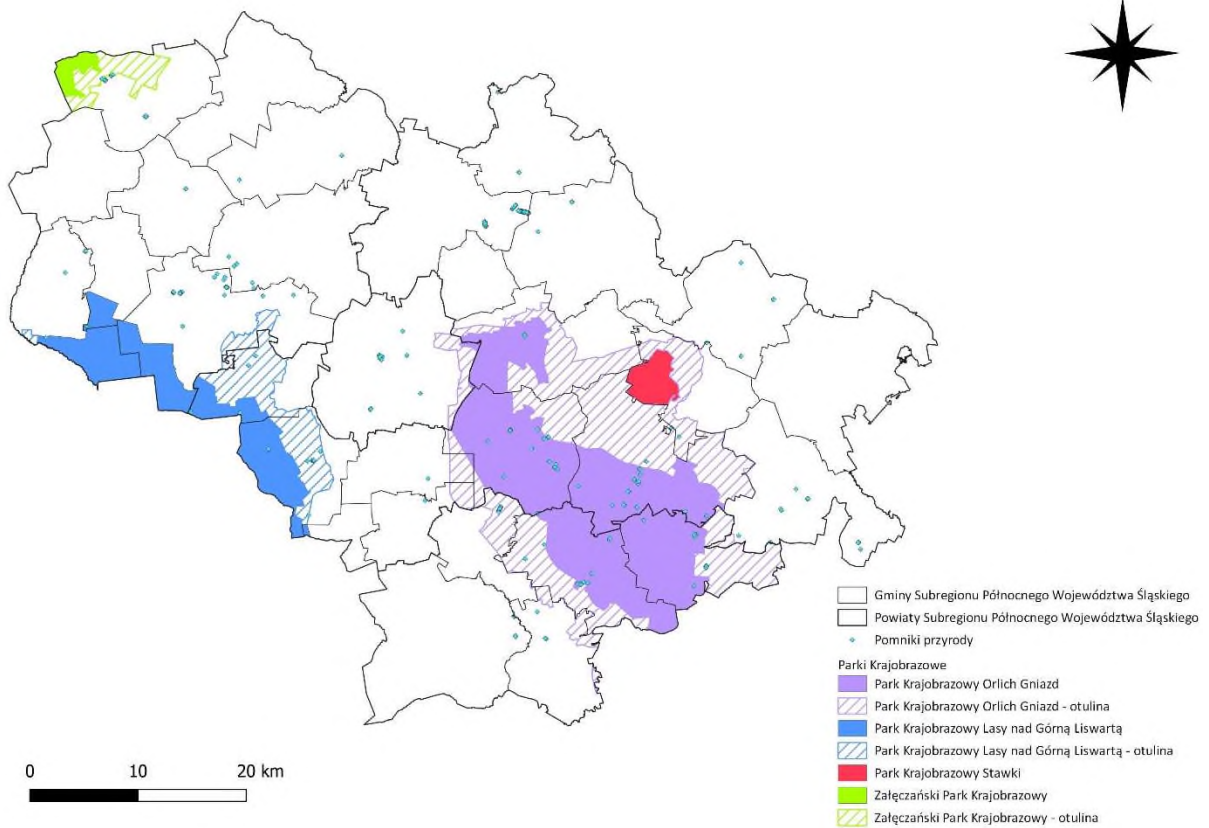 Gminy Subregionu Północnego Województwa Śląskiego
Powiaty Subregionu Północnego Województwa Śląskiego
Pomniki przyrody
Parki Krajobrazowe
Park Krajobrazowy Orlich Gniazd
Park Krajobrazowy Orlich Gniazd - otulina
Park Krajobrazowy Lasy nad Górną Liswartą
Park Krajobrazowy Lasy nad Górną Liswartą - otulina
Park Krajobrazowy Stawki
Załęczański Park Krajobrazowy
Załęczański Park Krajobrazowy - otulina
0 10 20 km